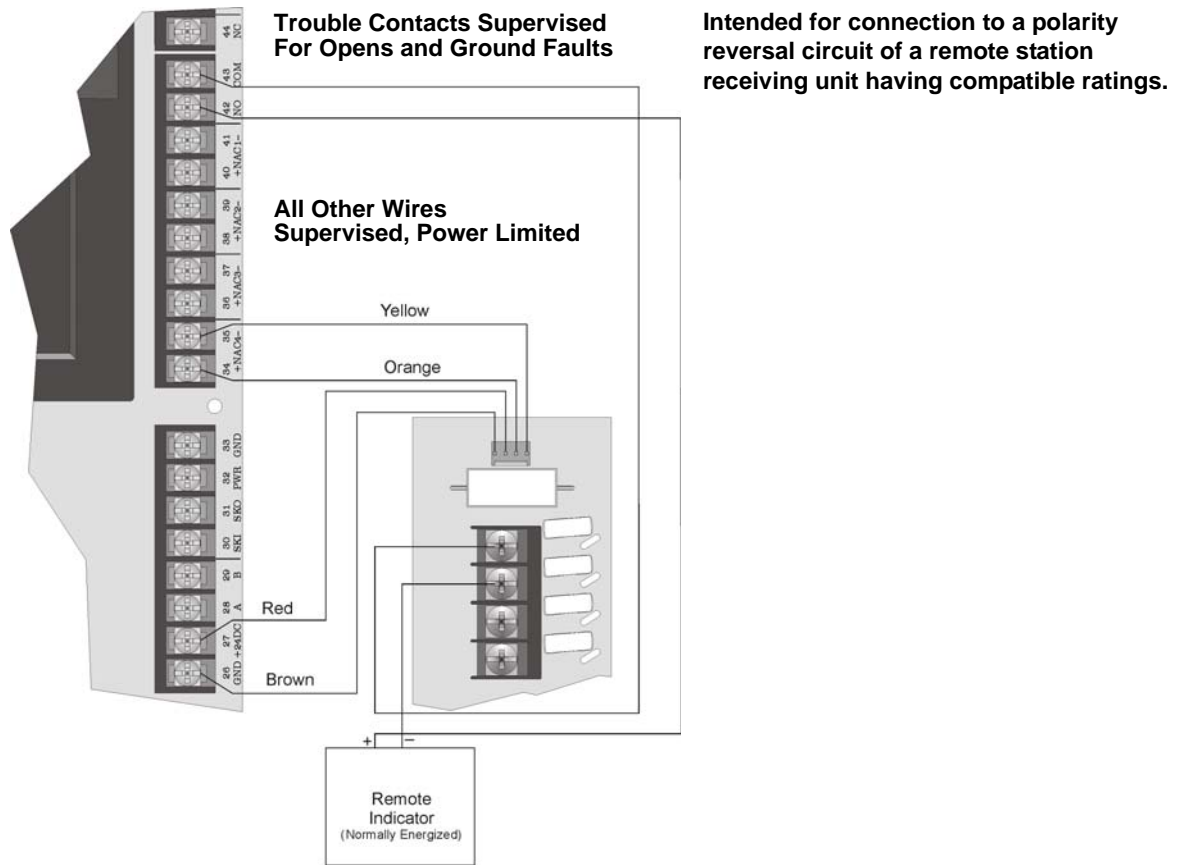 Trouble Contacts Supervised
For Opens and Ground Faults
Intended for connection to a polarity
reversal circuit of a remote station
receiving unit having compatible ratings.
44 NC
43 COM
42 NO
41
40 +NAC1-
39
38 +NAC2-
37
36 +NAC3-
35
34 +NAC4-
All Other Wires
Supervised, Power Limited
Yellow
Orange
33 GND
32 PWR
31 SKO
30 SKI
29 B
28 A
27 +24DC
26 GND
Red
Brown
+ −
Remote
Indicator
(Normally Energized)